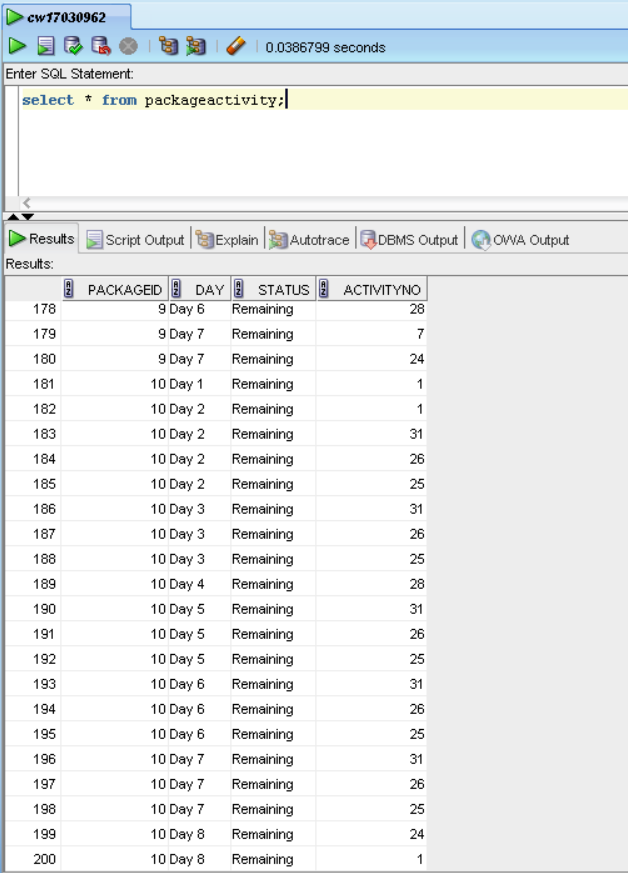 cw17030962
0.0386799 seconds
Enter SQL Statement:
select * from packageactivity;
Results Script Output Explain Autotrace DBMS Output OWA Output
Results:
PACKAGEID DAY STATUS ACTIVITYNO
178 9 Day 6 Remaining 28
179 9 Day 7 Remaining 7
180 9 Day 7 Remaining 24
181 10 Day 1 Remaining 1
182 10 Day 2 Remaining 1
183 10 Day 2 Remaining 31
184 10 Day 2 Remaining 26
185 10 Day 2 Remaining 25
186 10 Day 3 Remaining 31
187 10 Day 3 Remaining 26
188 10 Day 3 Remaining 25
189 10 Day 4 Remaining 28
190 10 Day 5 Remaining 31
191 10 Day 5 Remaining 26
192 10 Day 5 Remaining 25
193 10 Day 6 Remaining 31
194 10 Day 6 Remaining 26
195 10 Day 6 Remaining 25
196 10 Day 7 Remaining 31
197 10 Day 7 Remaining 26
198 10 Day 7 Remaining 25
199 10 Day 8 Remaining 24
200 10 Day 8 Remaining 1